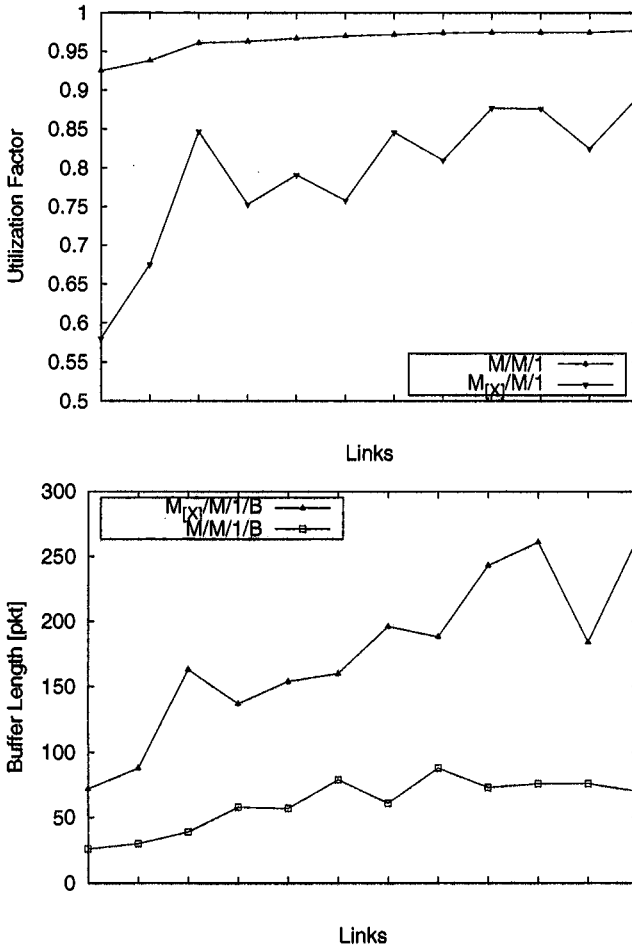 1
0.95
0.9
0.85
0.8
0.75
0.7
0.65
0.6
0.55
0.5
Utilization Factor
M/M/1
M[X]/M/1
Links
300
250
200
150
100
50
0
Buffer Length [pkt]
M[X]/M/1/B
M/M/1/B
Links